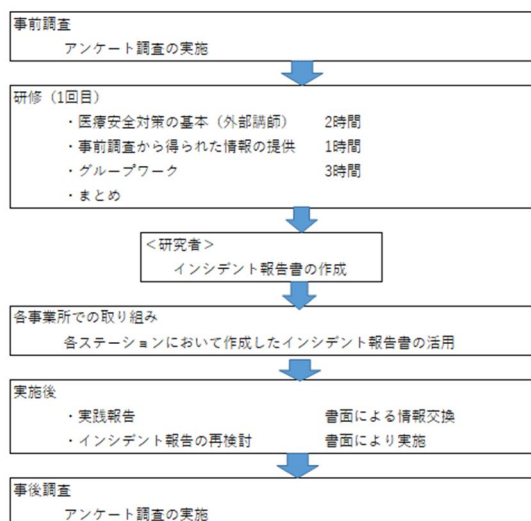 事前調査
アンケート調査の実施
研修（1回目）
・医療安全対策の基本（外部講師） 2時間
・事前調査から得られた情報の提供 1時間
・グループワーク 3時間
・まとめ
＜研究者＞
インシデント報告書の作成
各事業所での取り組み
各ステーションにおいて作成したインシデント報告書の活用
実施後
・実践報告 書面による情報交換
・インシデント報告の再検討 書面により実施
事後調査
アンケート調査の実施